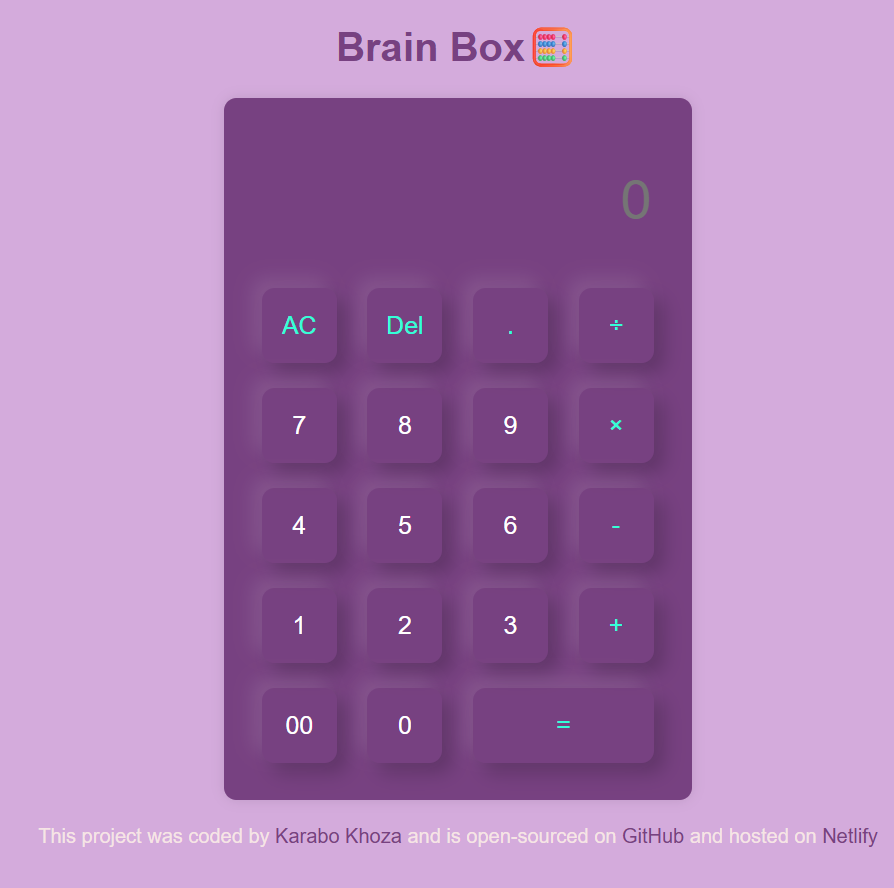 Brain Box
0
AC Del . ÷
7 8 9 ×
4 5 6 -
1 2 3 +
00 0 =
This project was coded by Karabo Khoza and is open-sourced on GitHub and hosted on Netlify